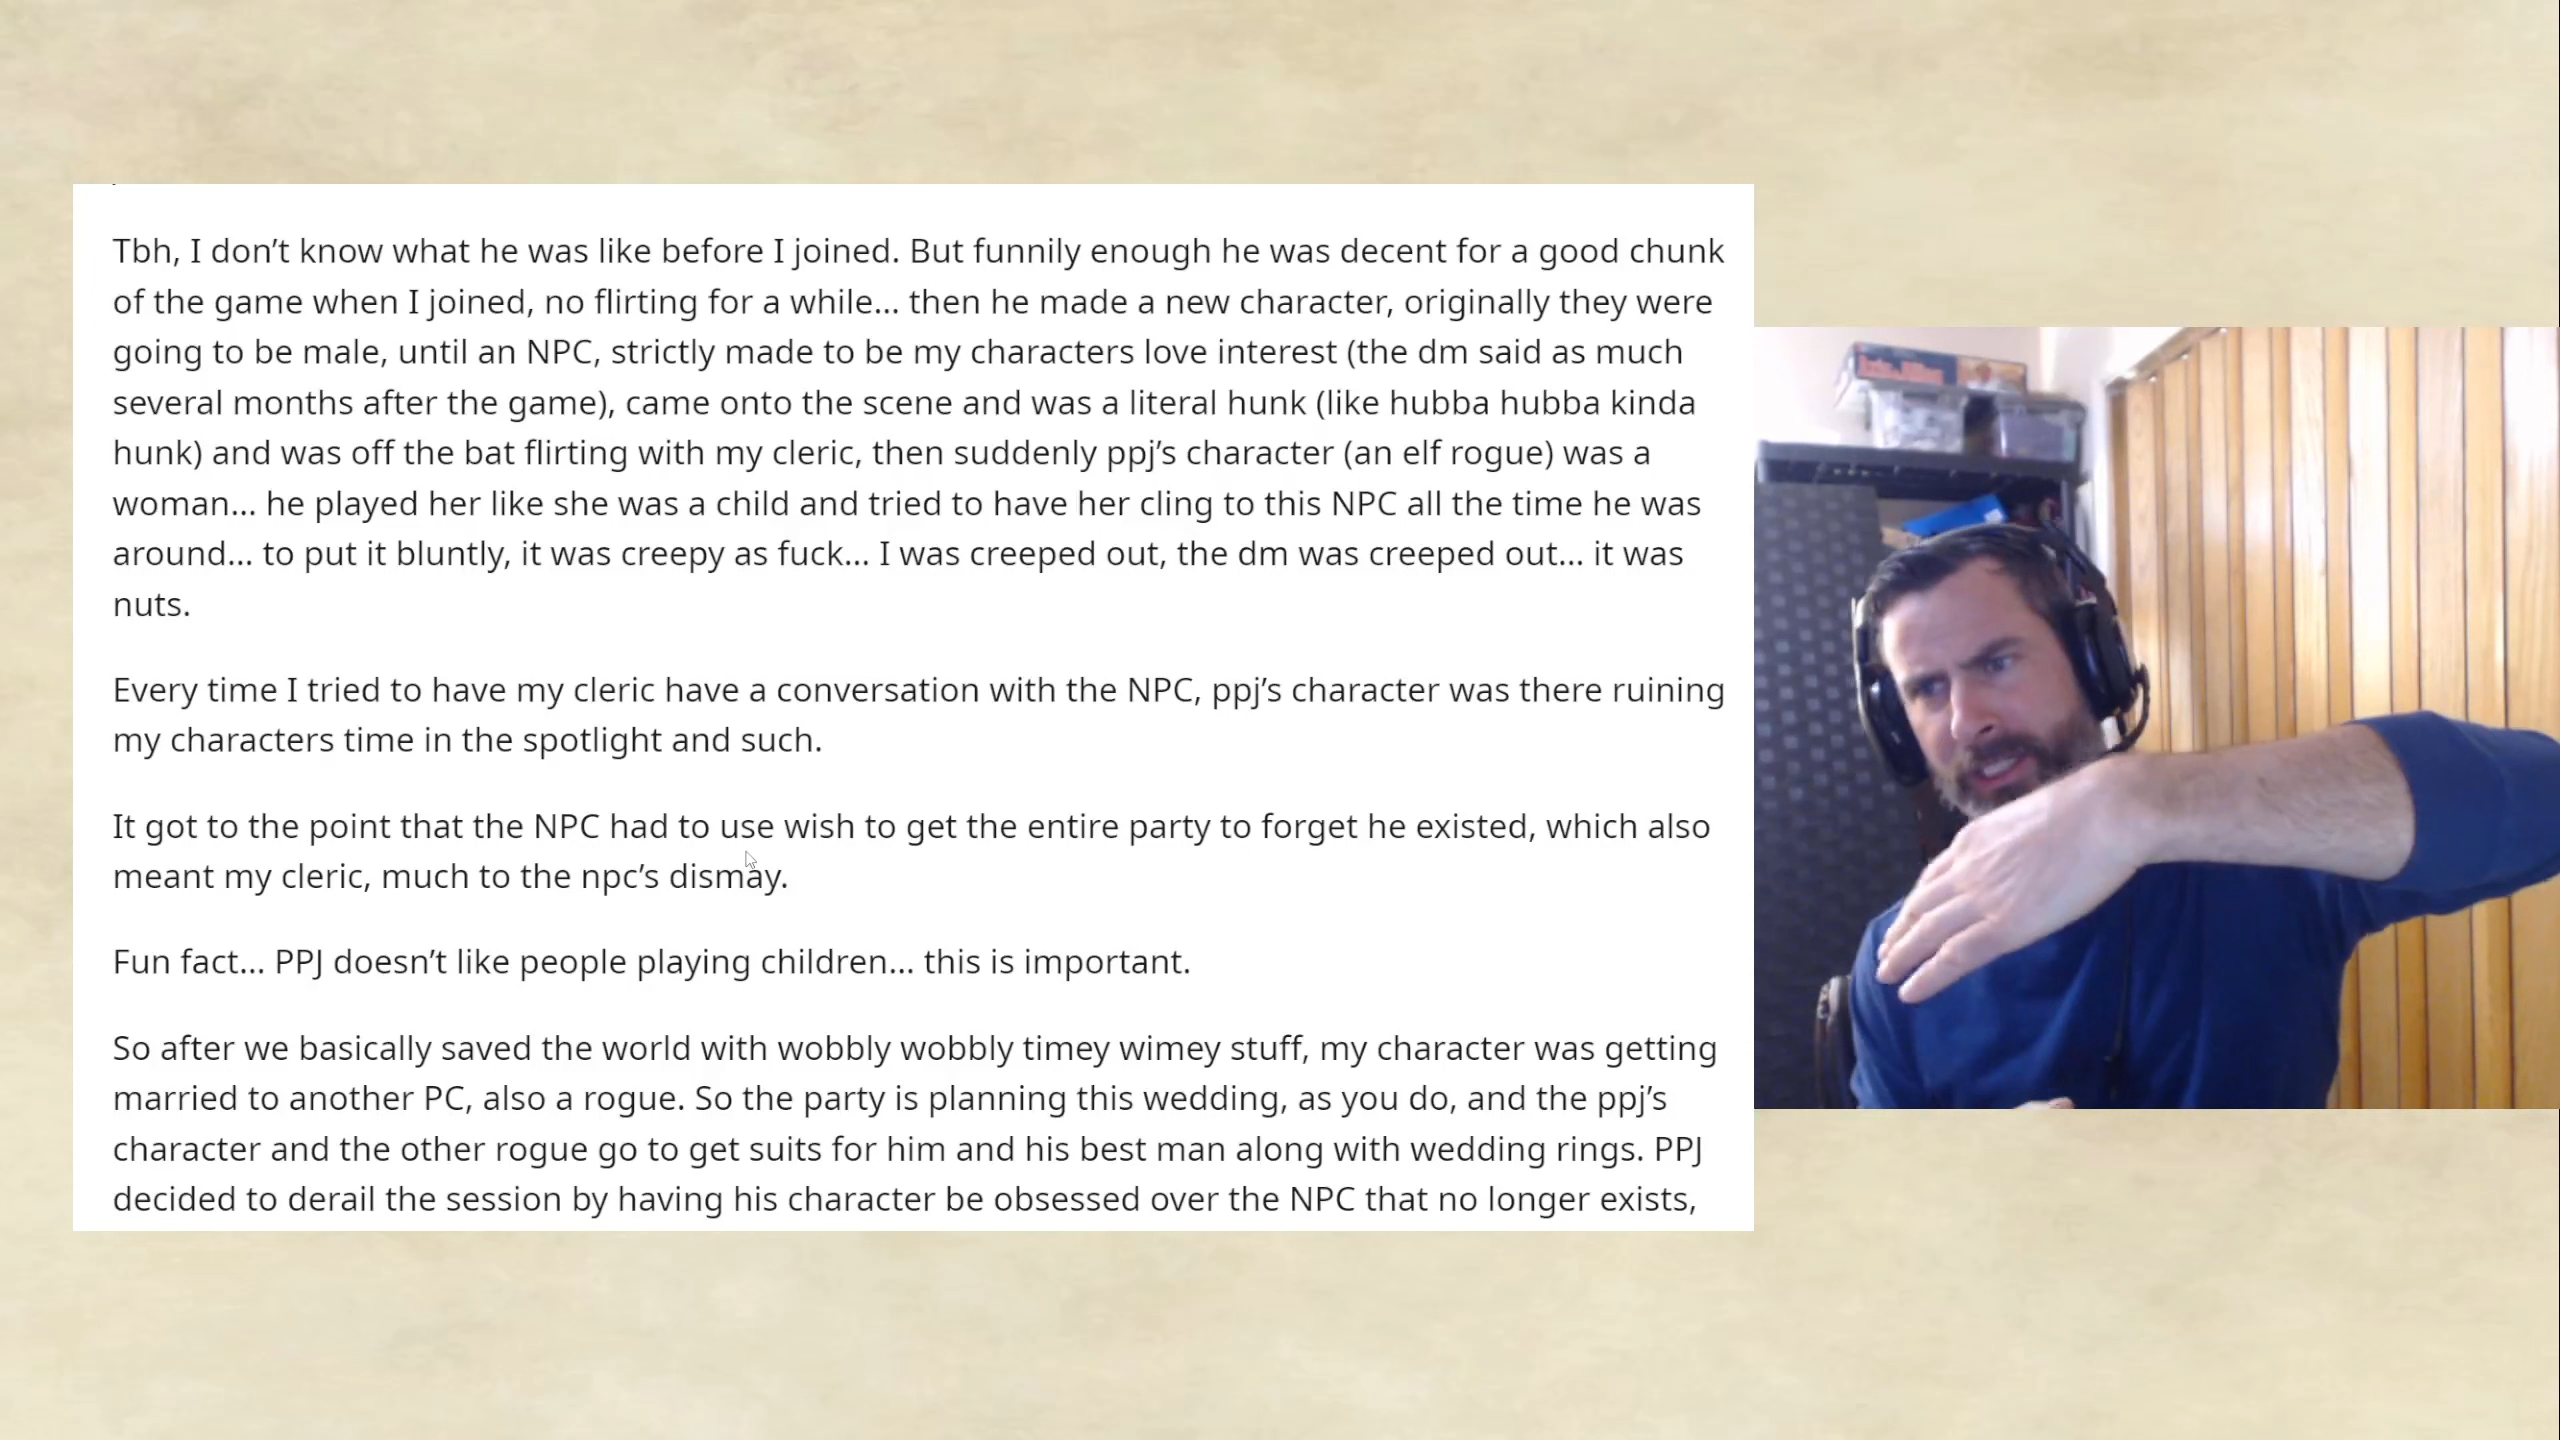 Tbh, I don’t know what he was like before I joined. But funnily enough he was decent for a good chunk
of the game when I joined, no flirting for a while... then he made a new character, originally they were
going to be male, until an NPC, strictly made to be my characters love interest (the dm said as much
several months after the game), came onto the scene and was a literal hunk (like hubba hubba kinda
hunk) and was off the bat flirting with my cleric, then suddenly ppj’s character (an elf rogue) was a
woman... he played her like she was a child and tried to have her cling to this NPC all the time he was
around... to put it bluntly, it was creepy as fuck... I was creeped out, the dm was creeped out... it was
nuts.
Every time I tried to have my cleric have a conversation with the NPC, ppj’s character was there ruining
my characters time in the spotlight and such.
It got to the point that the NPC had to use wish to get the entire party to forget he existed, which also
meant my cleric, much to the npc’s dismay.
Fun fact... PPJ doesn’t like people playing children... this is important.
So after we basically saved the world with wobbly wobbly timey wimey stuff, my character was getting
married to another PC, also a rogue. So the party is planning this wedding, as you do, and the ppj’s
character and the other rogue go to get suits for him and his best man along with wedding rings. PPJ
decided to derail the session by having his character be obsessed over the NPC that no longer exists,